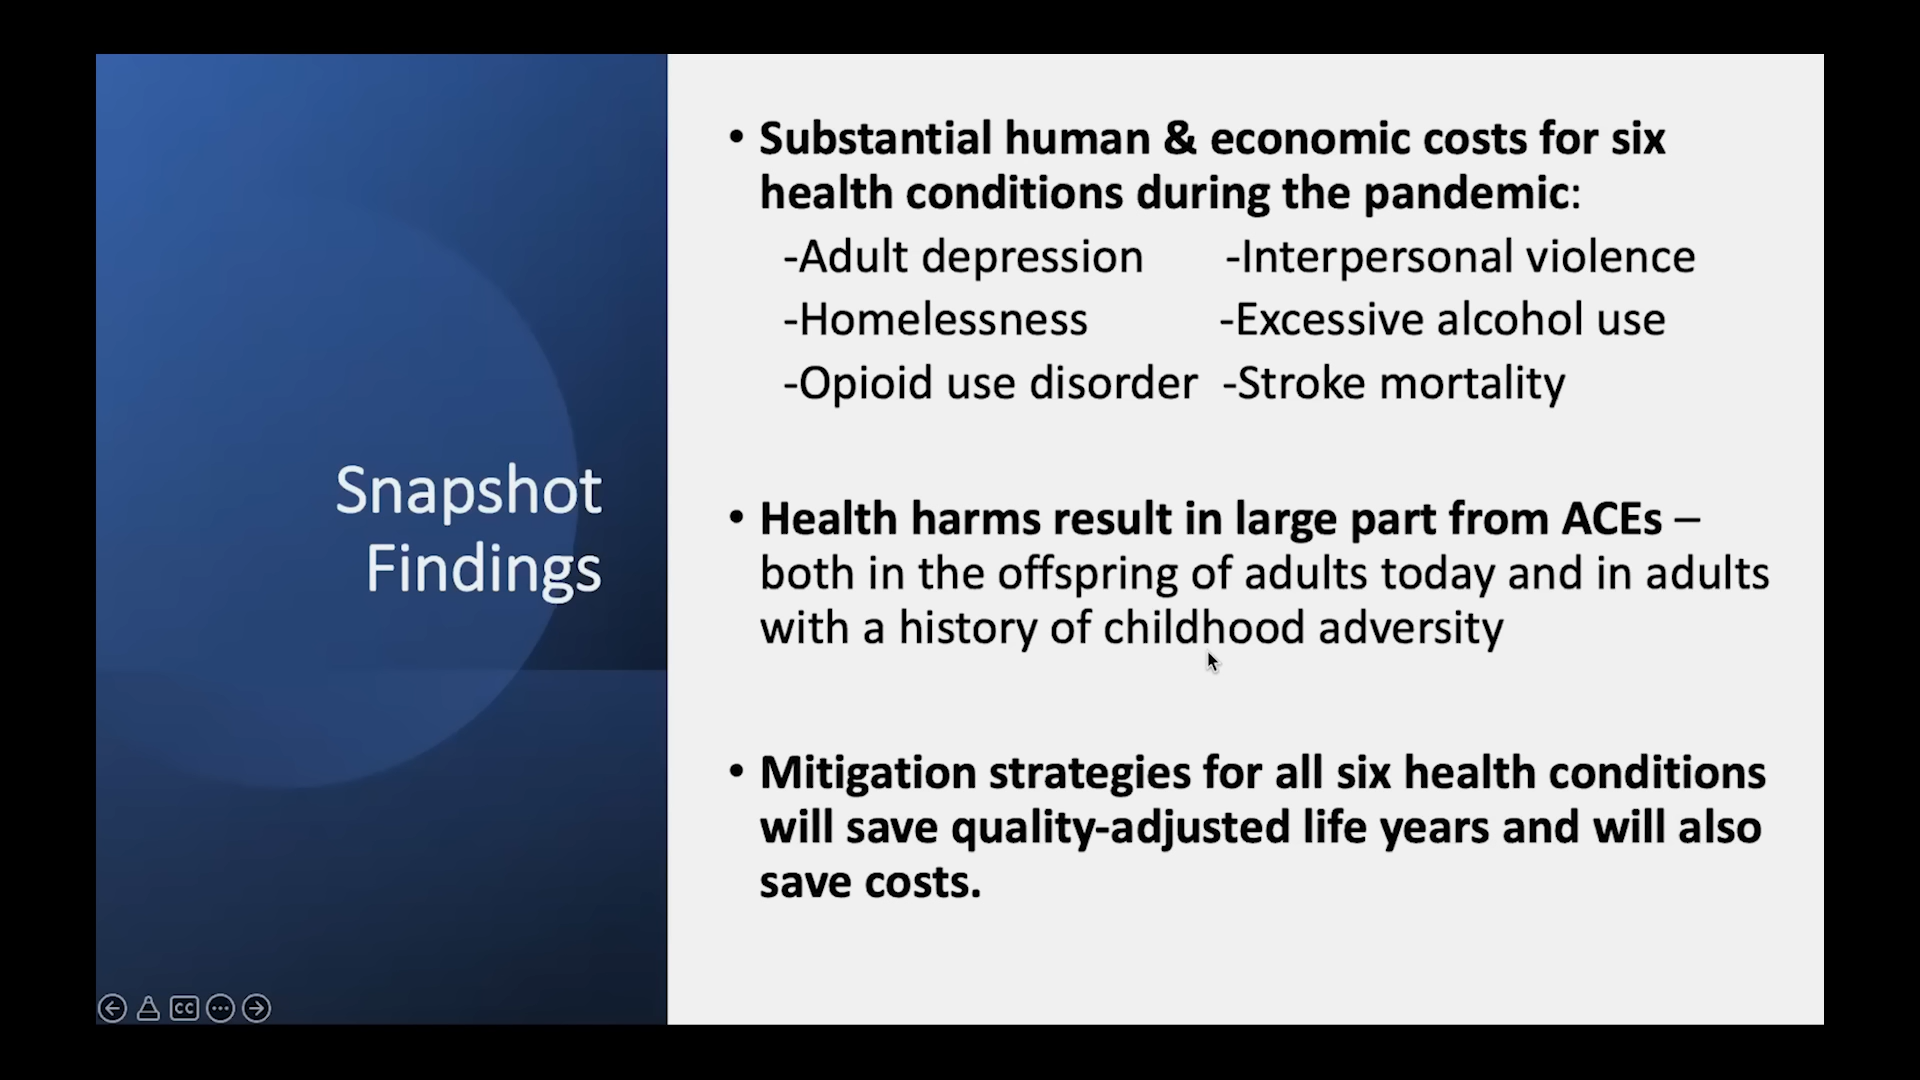 Snapshot
Findings
• Substantial human & economic costs for six
health conditions during the pandemic:
-Adult depression -Interpersonal violence
-Homelessness -Excessive alcohol use
-Opioid use disorder -Stroke mortality
• Health harms result in large part from ACEs –
both in the offspring of adults today and in adults
with a history of childhood adversity
• Mitigation strategies for all six health conditions
will save quality-adjusted life years and will also
save costs.
CC